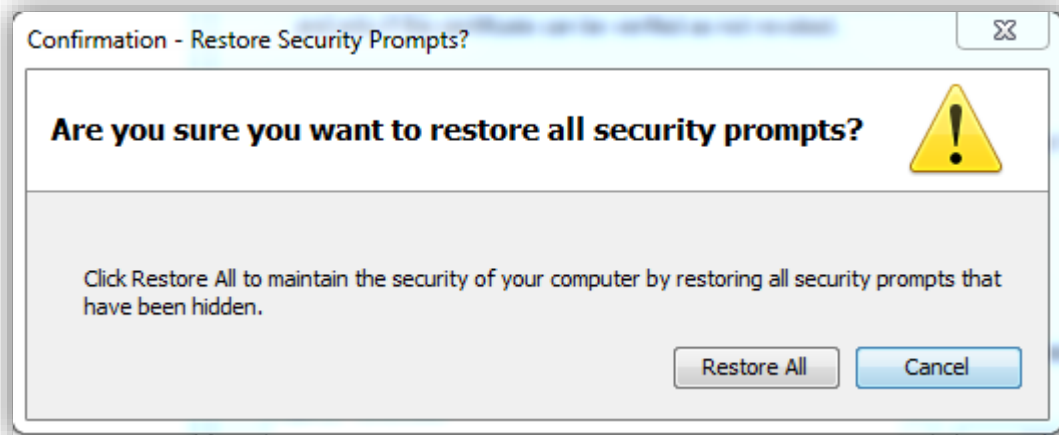 Confirmation - Restore Security Prompts?
Are you sure you want to restore all security prompts?
Click Restore All to maintain the security of your computer by restoring all security prompts that
have been hidden.
Restore All
Cancel